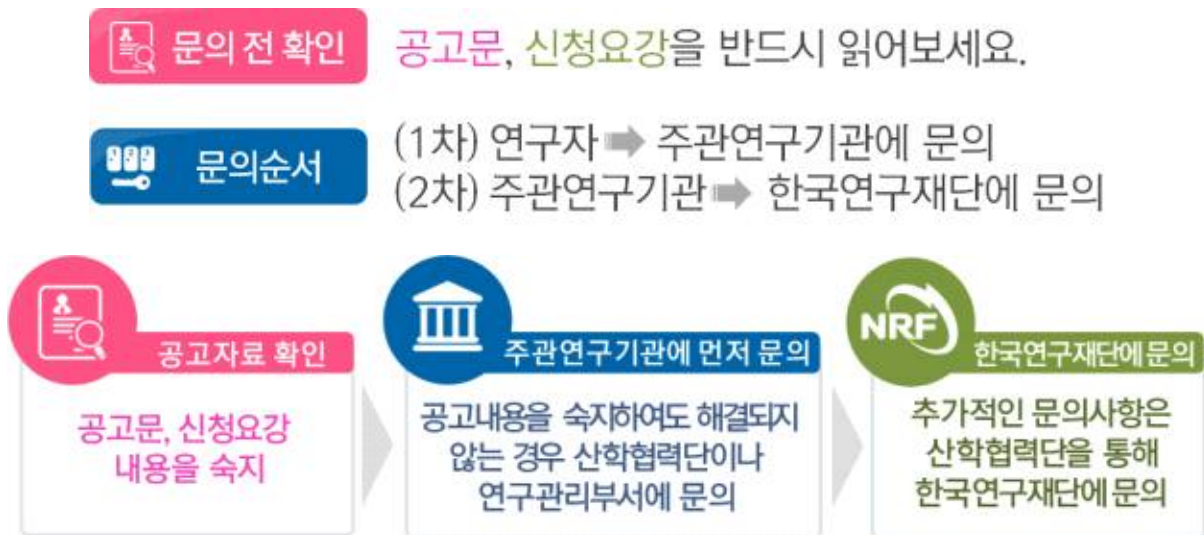 문의 전 확인 공고문, 신청요강을 반드시 읽어보세요.
문의순서
(1차) 연구자 ➡ 주관연구기관에 문의
(2차) 주관연구기관 ➡ 한국연구재단에 문의
공고자료 확인
공고문, 신청요강
내용을 숙지
주관연구기관에 먼저 문의
공고내용을 숙지하여도 해결되지
않는 경우 산학협력단이나
연구관리부서에 문의
NRF
한국연구재단에 문의
추가적인 문의사항은
산학협력단을 통해
한국연구재단에 문의